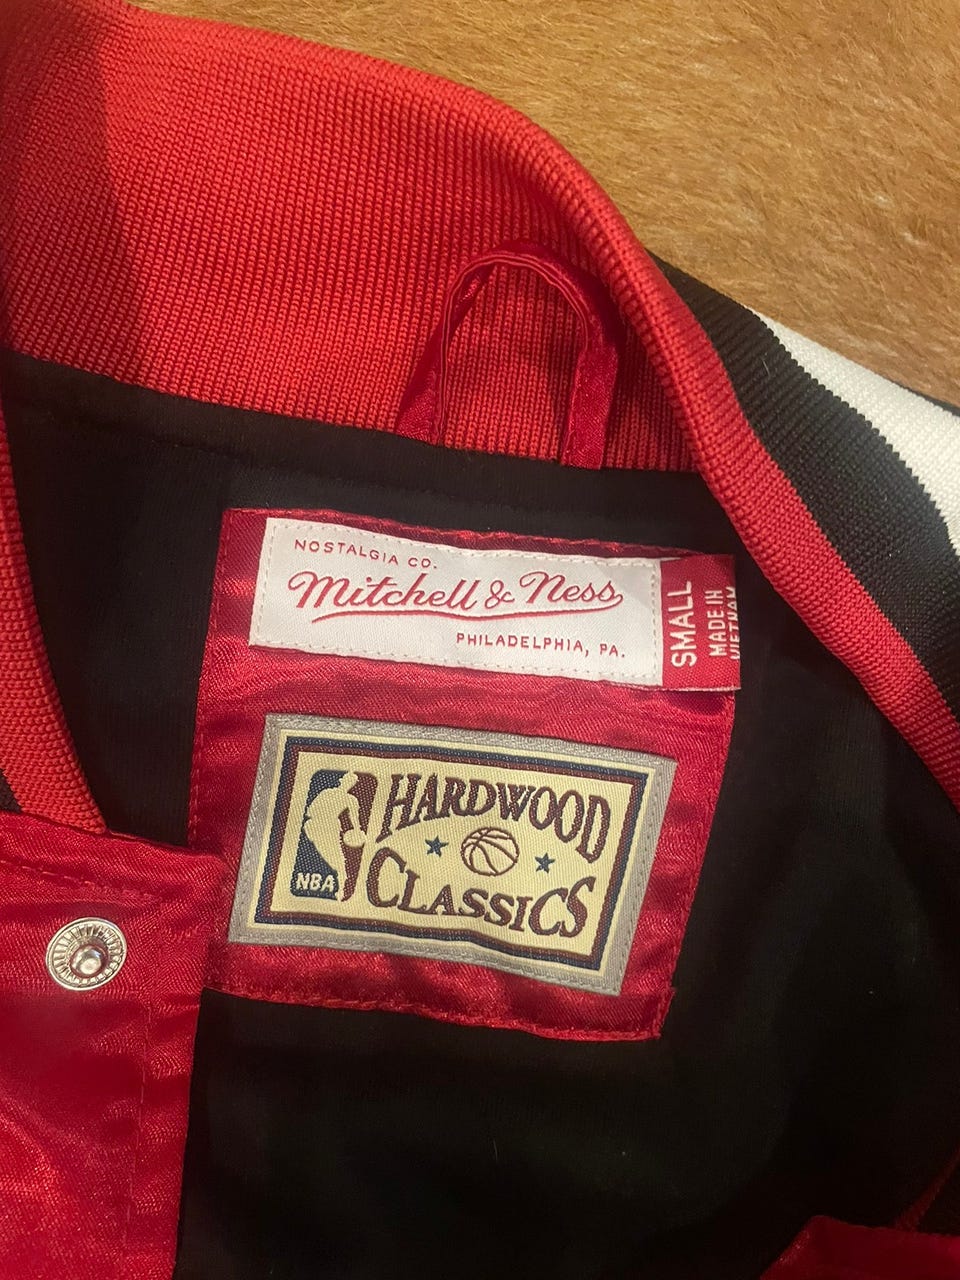 NOSTALGIA CO.
Mitchell & Ness
PHILADELPHIA, PA.
SMALL
MADE IN
VIETNAM
HARDWOOD
CLASSICS
NBA